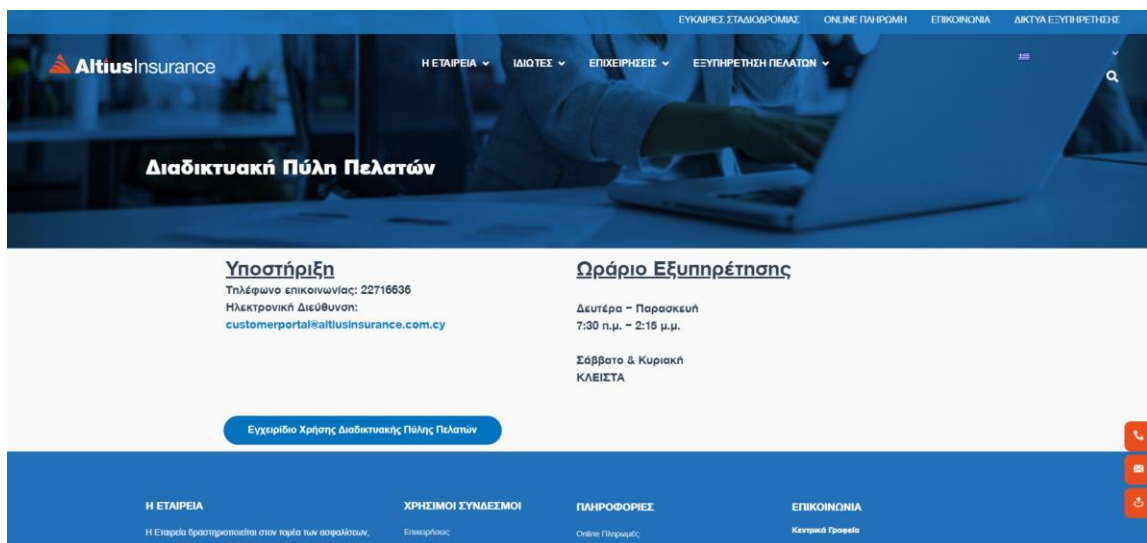 ΕΥΚΑΙΡΙΕΣ ΣΤΑΔΙΟΔΡΟΜΙΑΣ ONLINE ΠΛΗΡΩΜΗ ΕΠΙΚΟΙΝΩΝΙΑ ΔΙΚΤΥΑ ΕΞΥΠΗΡΕΤΗΣΗΣ
AltiusInsurance Η ΕΤΑΙΡΕΙΑ ΙΔΙΩΤΕΣ ΕΠΙΧΕΙΡΗΣΕΙΣ ΕΞΥΠΗΡΕΤΗΣΗ ΠΕΛΑΤΩΝ
Διαδικτυακή Πύλη Πελατών
Υποστήριξη
Τηλέφωνο επικοινωνίας: 22716636
Ηλεκτρονική Διεύθυνση:
customerportal@altiusinsurance.com.cy
Ωράριο Εξυπηρέτησης
Δευτέρα – Παρασκευή
7:30 π.μ. – 2:15 μ.μ.
Σάββατο & Κυριακή
ΚΛΕΙΣΤΑ
Εγχειρίδιο Χρήσης Διαδικτυακής Πύλης Πελατών
Η ΕΤΑΙΡΕΙΑ
Η Εταιρεία δραστηριοποιείται στον τομέα των ασφαλίσεων,
ΧΡΗΣΙΜΟΙ ΣΥΝΔΕΣΜΟΙ
Επιχειρήσεις
ΠΛΗΡΟΦΟΡΙΕΣ
Online Πληρωμές
ΕΠΙΚΟΙΝΩΝΙΑ
Κεντρικά Γραφεία